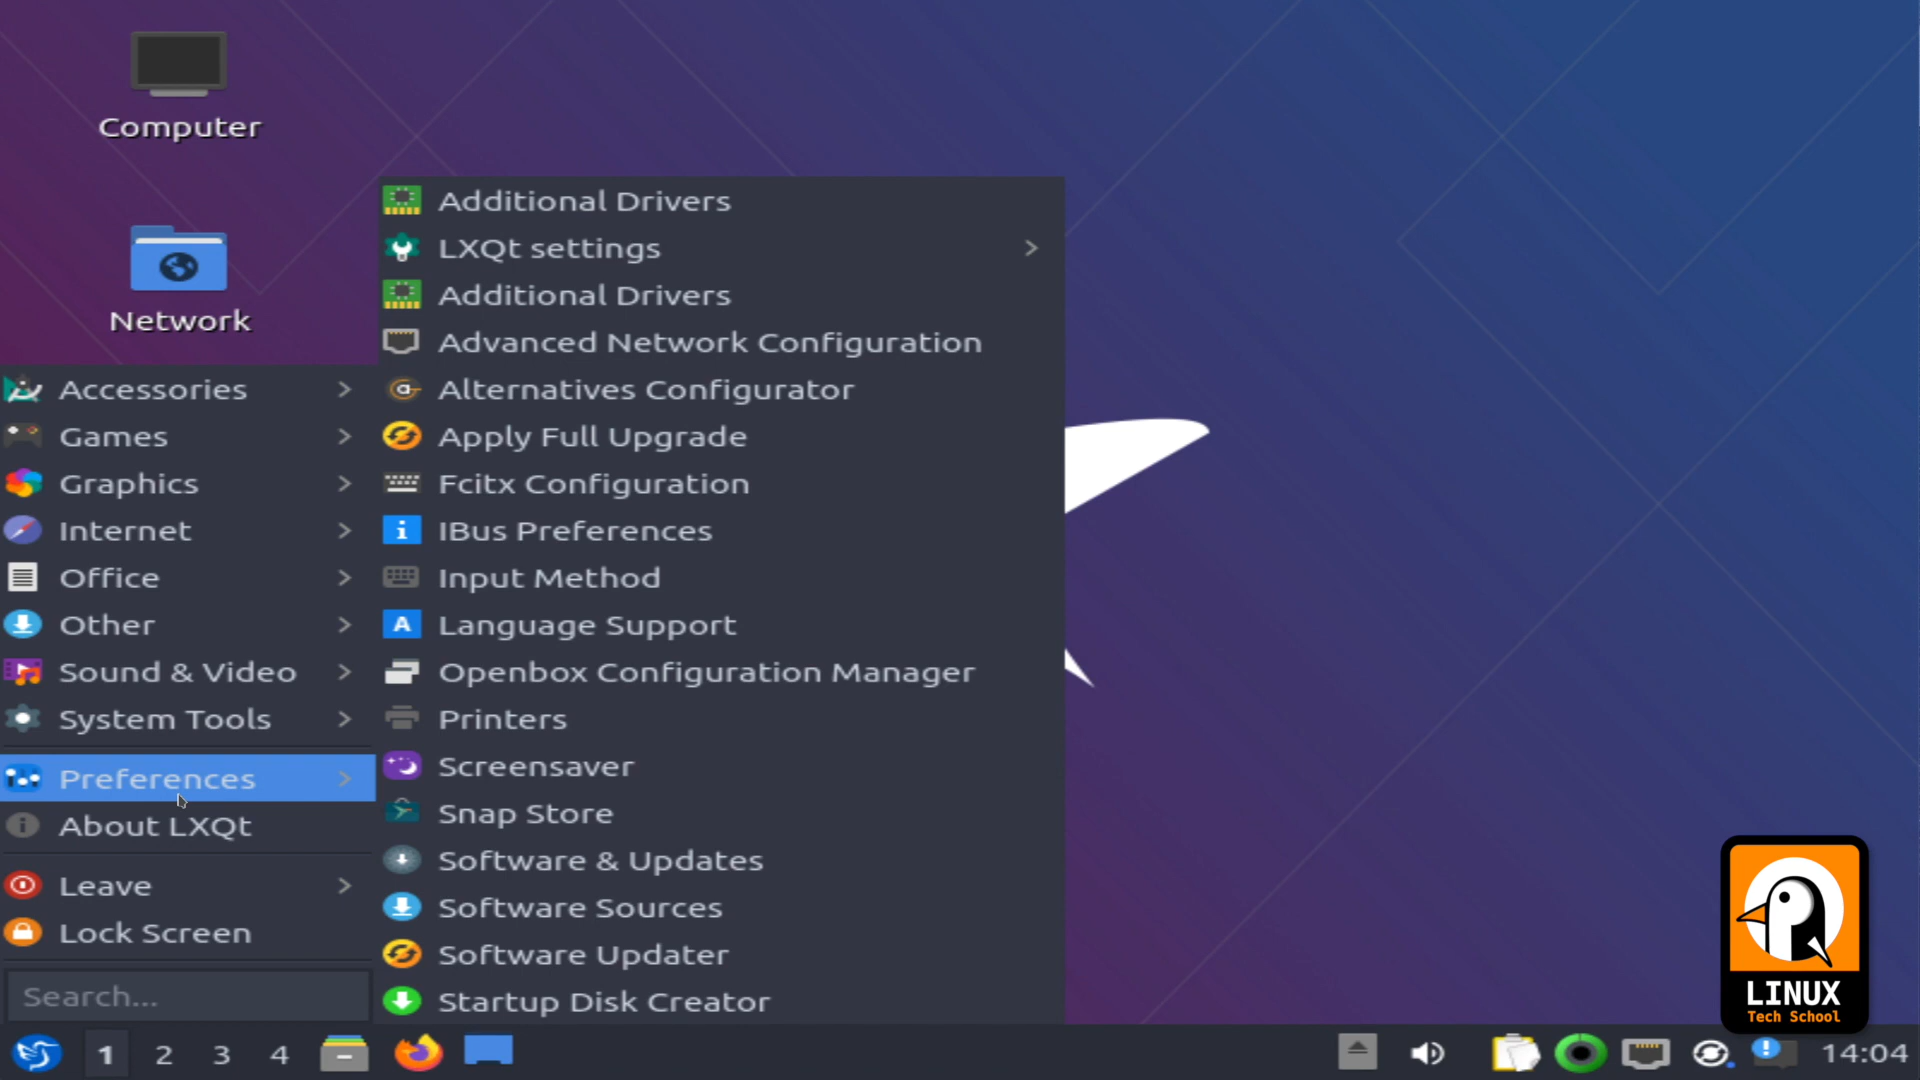 Computer
Network
Accessories
Games
Graphics
Internet
Office
Other
Sound & Video
System Tools
Preferences
About LXQt
Leave
Lock Screen
Search...
Additional Drivers
LXQt settings
Additional Drivers
Advanced Network Configuration
Alternatives Configurator
Apply Full Upgrade
Fcitx Configuration
IBus Preferences
Input Method
Language Support
Openbox Configuration Manager
Printers
Screensaver
Snap Store
Software & Updates
Software Sources
Software Updater
Startup Disk Creator
LINUX
Tech School
1 2 3 4 14:04